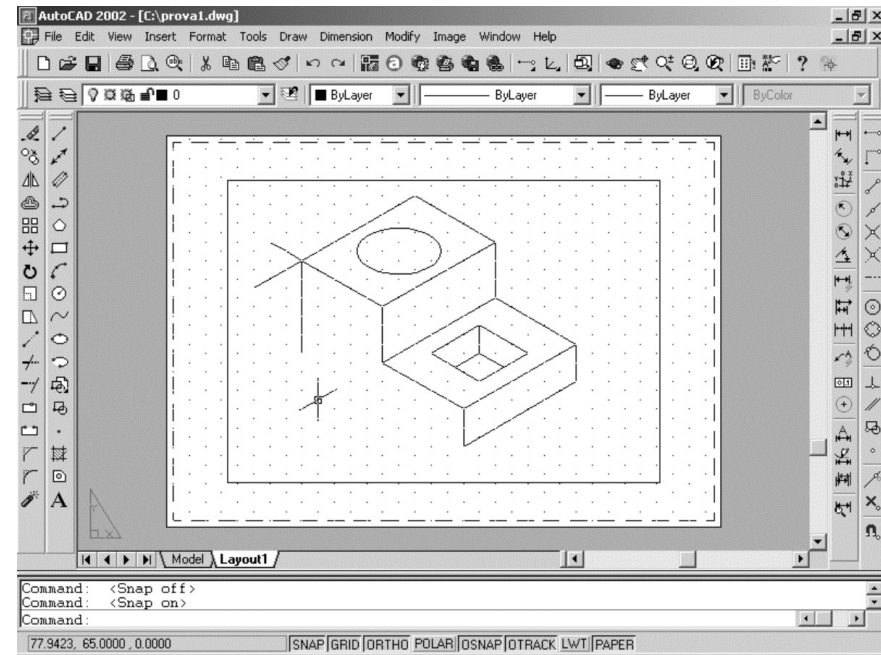 AutoCAD 2002 - [C:\prova1.dwg]
File Edit View Insert Format Tools Draw Dimension Modify Image Window Help
0 ByLayer ByLayer ByLayer ByColor
A
Model Layout1
Command: <Snap off>
Command: <Snap on>
Command:
77.9423, 65.0000 , 0.0000 SNAP GRID ORTHO POLAR OSNAP OTRACK LWT PAPER